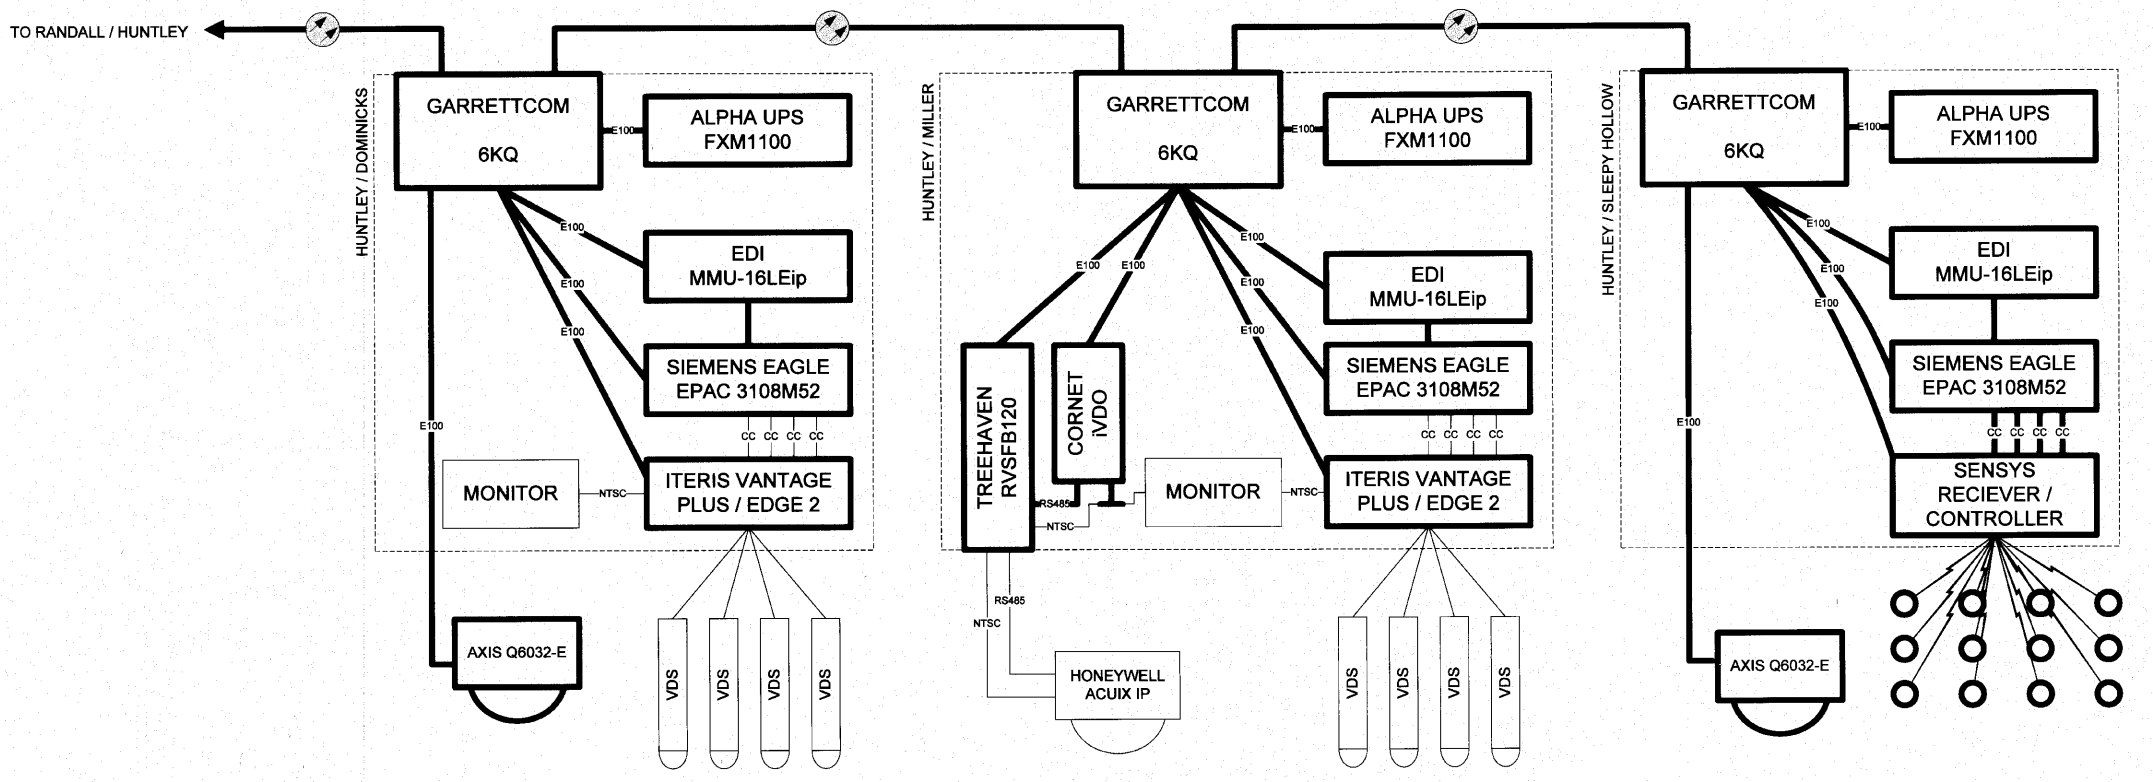 TO RANDALL / HUNTLEY
HUNTLEY / DOMINICKS
GARRETTCOM
6KQ
E100
ALPHA UPS
FXM1100
E100
EDI
MMU-16LEip
E100
SIEMENS EAGLE
EPAC 3108M52
E100
CC CC CC CC
E100
MONITOR
NTSC
ITERIS VANTAGE
PLUS / EDGE 2
AXIS Q6032-E
VDS
VDS
VDS
VDS
HUNTLEY / MILLER
GARRETTCOM
6KQ
E100
ALPHA UPS
FXM1100
E100
E100
E100
EDI
MMU-16LEip
E100
SIEMENS EAGLE
EPAC 3108M52
E100
CC CC CC CC
TREEHAVEN
RVSFB120
CORNET
iVDO
RS485
NTSC
MONITOR
NTSC
ITERIS VANTAGE
PLUS / EDGE 2
RS485
NTSC
HONEYWELL
ACUIX IP
VDS
VDS
VDS
VDS
HUNTLEY / SLEEPY HOLLOW
GARRETTCOM
6KQ
E100
ALPHA UPS
FXM1100
E100
EDI
MMU-16LEip
E100
E100
SIEMENS EAGLE
EPAC 3108M52
E100
CC CC CC CC
SENSYS
RECIEVER /
CONTROLLER
AXIS Q6032-E